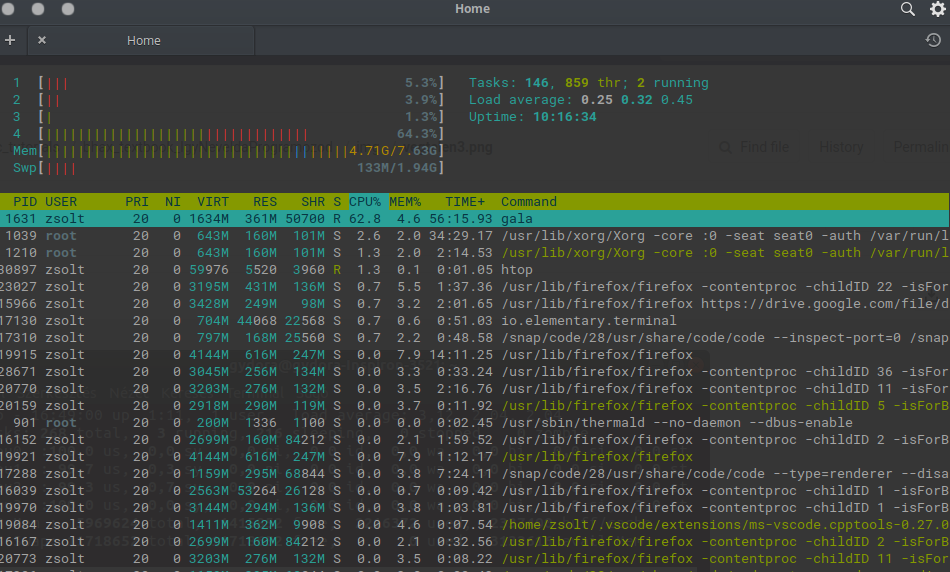 Home
+ × Home
1 [||| 5.3%] Tasks: 146, 859 thr; 2 running
2 [|| 3.9%] Load average: 0.25 0.32 0.45
3 [| 1.3%] Uptime: 10:16:34
4 [||||||||||||||||||||||||||||||||| 64.3%]
Mem[||||||||||||||||||||||||||||||||||||||4.71G/7.63G] en3.png Find file History Permalin
Swp[|||| 133M/1.94G]
PID USER PRI NI VIRT RES SHR S CPU% MEM% TIME+ Command
1631 zsolt 20 0 1634M 361M 50700 R 62.8 4.6 56:15.93 gala
1039 root 20 0 643M 160M 101M S 2.6 2.0 34:29.17 /usr/lib/xorg/Xorg -core :0 -seat seat0 -auth /var/run/l
1210 root 20 0 643M 160M 101M S 1.3 2.0 2:14.53 /usr/lib/xorg/Xorg -core :0 -seat seat0 -auth /var/run/l
30897 zsolt 20 0 59976 5520 3960 R 1.3 0.1 0:01.05 htop
23027 zsolt 20 0 3195M 431M 136M S 0.7 5.5 1:37.36 /usr/lib/firefox/firefox -contentproc -childID 22 -isFor
15966 zsolt 20 0 3428M 249M 98M S 0.7 3.2 2:01.65 /usr/lib/firefox/firefox https://drive.google.com/file/d
17130 zsolt 20 0 704M 44068 22568 S 0.7 0.6 0:51.03 io.elementary.terminal
17310 zsolt 20 0 797M 168M 25560 S 0.7 2.2 0:48.58 /snap/code/28/usr/share/code/code --inspect-port=0 /snap
19915 zsolt 20 0 4144M 616M 247M S 0.0 7.9 14:11.25 /usr/lib/firefox/firefox
28671 zsolt 20 0 3045M 256M 134M S 0.0 3.3 0:33.24 /usr/lib/firefox/firefox -contentproc -childID 36 -isFor
20770 zsolt 20 0 3203M 276M 132M S 0.0 3.5 2:16.76 /usr/lib/firefox/firefox -contentproc -childID 11 -isFor
20159 zsolt 20 0 2918M 290M 119M S 0.0 3.7 0:11.92 /usr/lib/firefox/firefox -contentproc -childID 5 -isForB
901 root 20 0 200M 1336 1100 S 0.0 0.0 0:02.45 /usr/sbin/thermald --no-daemon --dbus-enable
16152 zsolt 20 0 2699M 160M 84212 S 0.0 2.1 1:59.52 /usr/lib/firefox/firefox -contentproc -childID 2 -isForB
19921 zsolt 20 0 4144M 616M 247M S 0.0 7.9 1:12.17 /usr/lib/firefox/firefox
17288 zsolt 20 0 1159M 295M 68844 S 0.0 3.8 7:24.11 /snap/code/28/usr/share/code/code --type=renderer --disa
16039 zsolt 20 0 2563M 53264 26128 S 0.0 0.7 0:09.42 /usr/lib/firefox/firefox -contentproc -childID 1 -isForB
19970 zsolt 20 0 3144M 294M 136M S 0.0 3.8 1:03.81 /usr/lib/firefox/firefox -contentproc -childID 1 -isForB
19084 zsolt 20 0 1411M 362M 9908 S 0.0 4.6 0:07.54 /home/zsolt/.vscode/extensions/ms-vscode.cpptools-0.27.0
16167 zsolt 20 0 2699M 160M 84212 S 0.0 2.1 0:32.56 /usr/lib/firefox/firefox -contentproc -childID 2 -isForB
20773 zsolt 20 0 3203M 276M 132M S 0.0 3.5 0:08.22 /usr/lib/firefox/firefox -contentproc -childID 11 -isFor